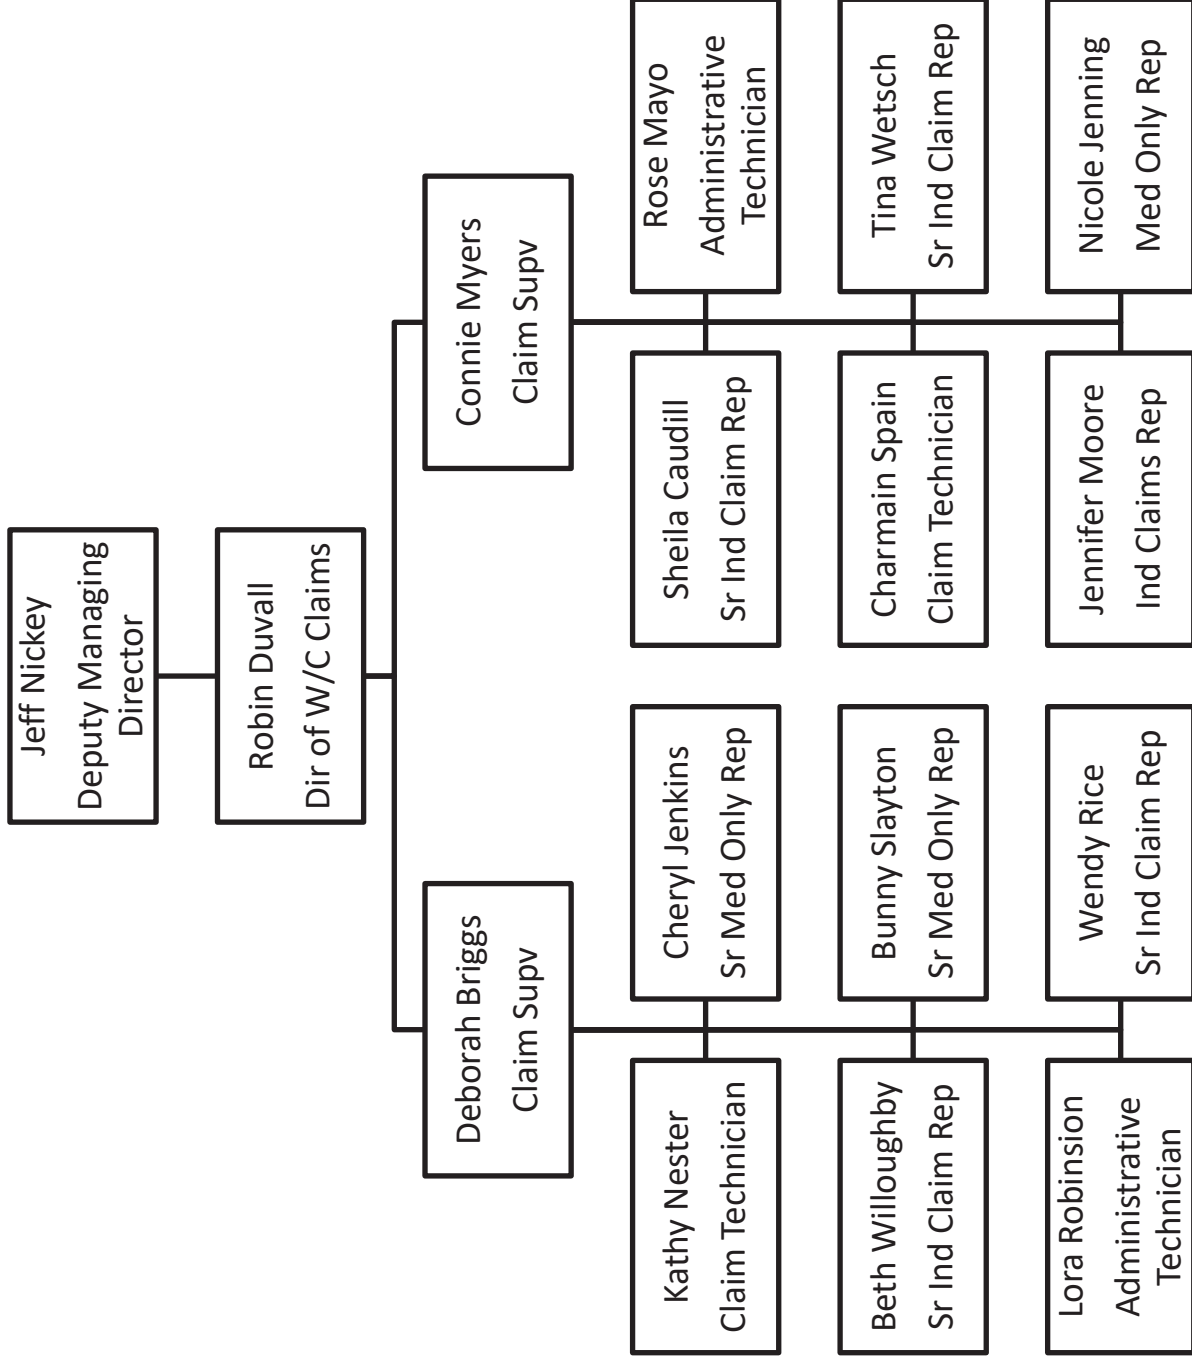 Jeff Nickey
Deputy Managing
Director
Robin Duvall
Dir of W/C Claims
Deborah Briggs
Claim Supv
Connie Myers
Claim Supv
Kathy Nester
Claim Technician
Cheryl Jenkins
Sr Med Only Rep
Sheila Caudill
Sr Ind Claim Rep
Rose Mayo
Administrative
Technician
Beth Willoughby
Sr Ind Claim Rep
Bunny Slayton
Sr Med Only Rep
Charmain Spain
Claim Technician
Tina Wetsch
Sr Ind Claim Rep
Lora Robinsion
Administrative
Technician
Wendy Rice
Sr Ind Claim Rep
Jennifer Moore
Ind Claims Rep
Nicole Jenning
Med Only Rep